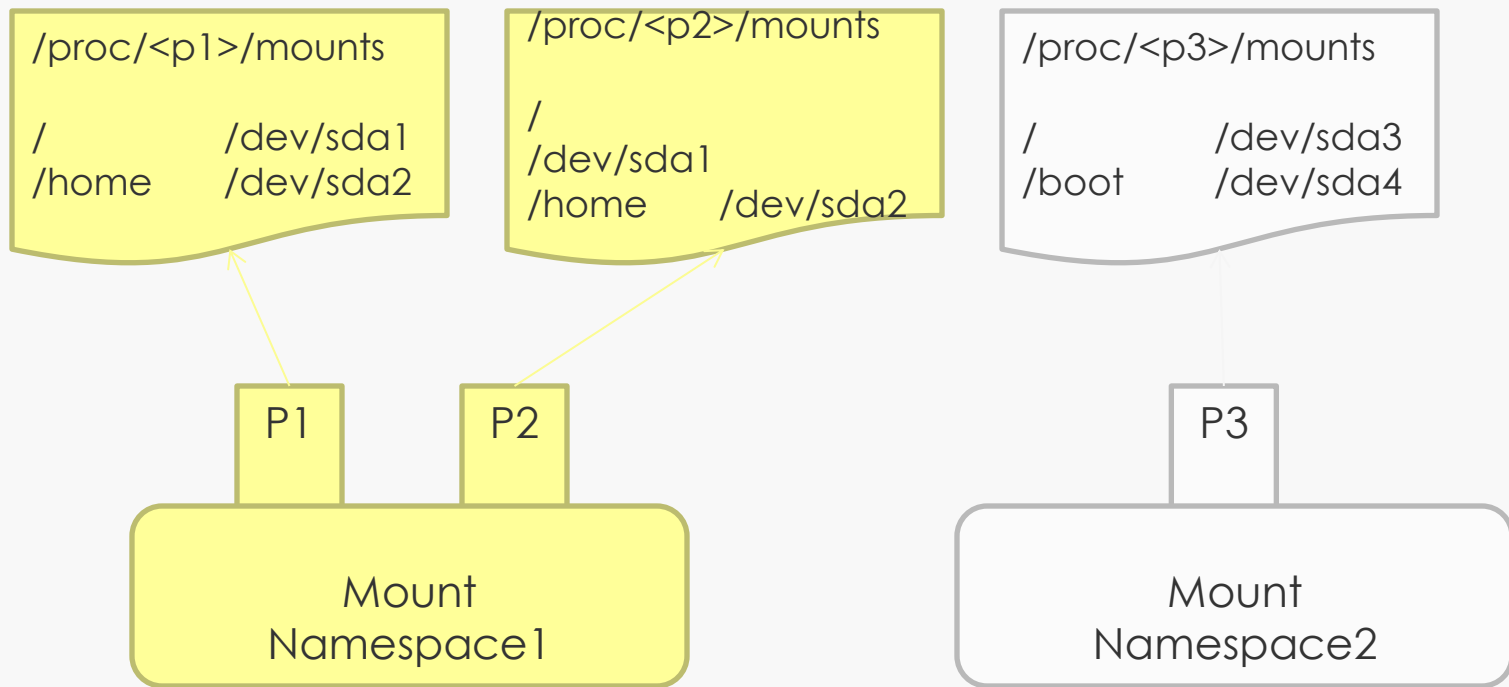 /proc/<p1>/mounts
/ /dev/sda1
/home /dev/sda2
/proc/<p2>/mounts
/
/dev/sda1
/home /dev/sda2
/proc/<p3>/mounts
/ /dev/sda3
/boot /dev/sda4
P1
P2
P3
Mount
Namespace1
Mount
Namespace2